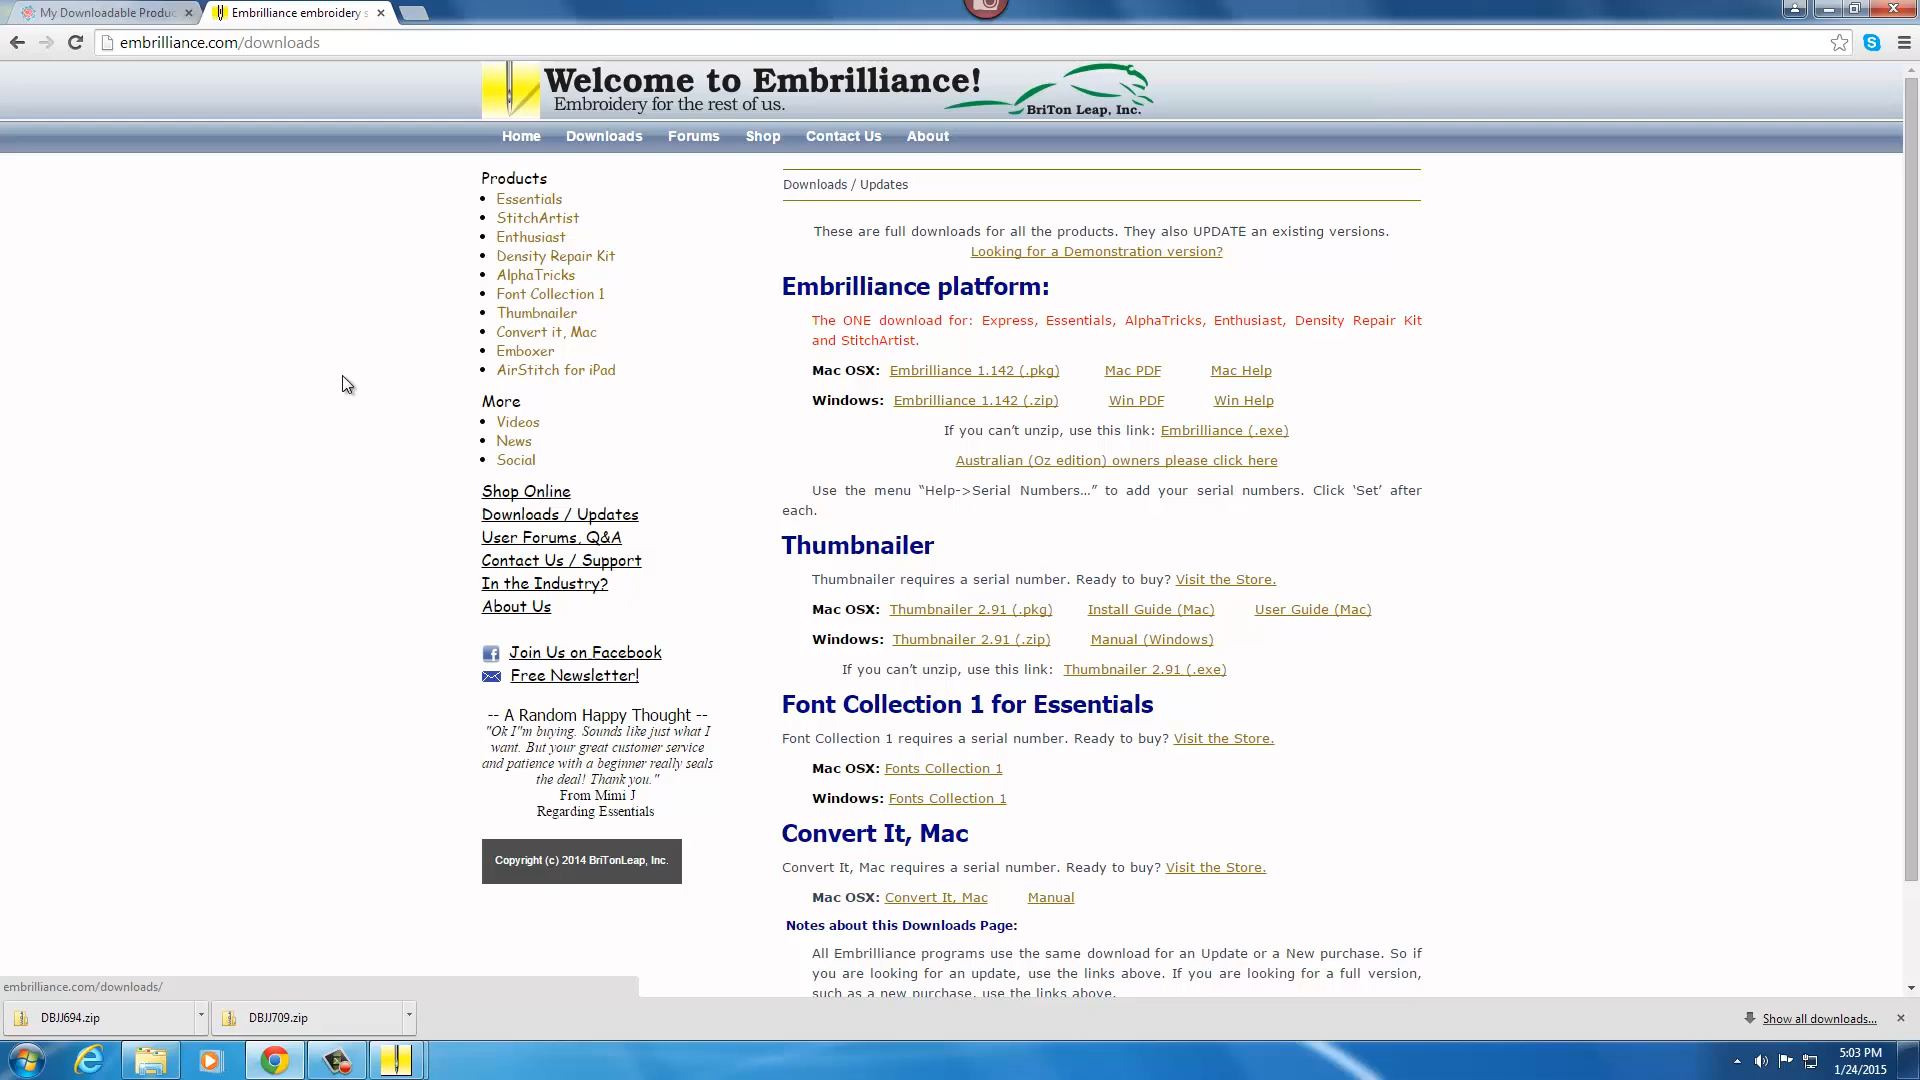 My Downloadable Produc
Embrilliance embroidery s
embrilliance.com/downloads
Welcome to Embrilliance!
Embroidery for the rest of us.
BriTon Leap, Inc.
Home Downloads Forums Shop Contact Us About
Products
Essentials
StitchArtist
Enthusiast
Density Repair Kit
AlphaTricks
Font Collection 1
Thumbnailer
Convert it, Mac
Emboxer
AirStitch for iPad
More
Videos
News
Social
Shop Online
Downloads / Updates
User Forums, Q&A
Contact Us / Support
In the Industry?
About Us
Join Us on Facebook
Free Newsletter!
-- A Random Happy Thought --
"Ok I"m buying. Sounds like just what I
want. But your great customer service
and patience with a beginner really seals
the deal! Thank you."
From Mimi J
Regarding Essentials
Copyright (c) 2014 BriTonLeap, Inc.
Downloads / Updates
These are full downloads for all the products. They also UPDATE an existing versions.
Looking for a Demonstration version?
Embrilliance platform:
The ONE download for: Express, Essentials, AlphaTricks, Enthusiast, Density Repair Kit
and StitchArtist.
Mac OSX: Embrilliance 1.142 (.pkg) Mac PDF Mac Help
Windows: Embrilliance 1.142 (.zip) Win PDF Win Help
If you can't unzip, use this link: Embrilliance (.exe)
Australian (Oz edition) owners please click here
Use the menu “Help->Serial Numbers…” to add your serial numbers. Click ‘Set’ after
each.
Thumbnailer
Thumbnailer requires a serial number. Ready to buy? Visit the Store.
Mac OSX: Thumbnailer 2.91 (.pkg) Install Guide (Mac) User Guide (Mac)
Windows: Thumbnailer 2.91 (.zip) Manual (Windows)
If you can’t unzip, use this link: Thumbnailer 2.91 (.exe)
Font Collection 1 for Essentials
Font Collection 1 requires a serial number. Ready to buy? Visit the Store.
Mac OSX: Fonts Collection 1
Windows: Fonts Collection 1
Convert It, Mac
Convert It, Mac requires a serial number. Ready to buy? Visit the Store.
Mac OSX: Convert It, Mac Manual
Notes about this Downloads Page:
All Embrilliance programs use the same download for an Update or a New purchase. So if
you are looking for an update, use the links above. If you are looking for a full version,
such as a new purchase, use the links above.
embrilliance.com/downloads/
DBJJ694.zip DBJJ709.zip Show all downloads...
5:03 PM
1/24/2015